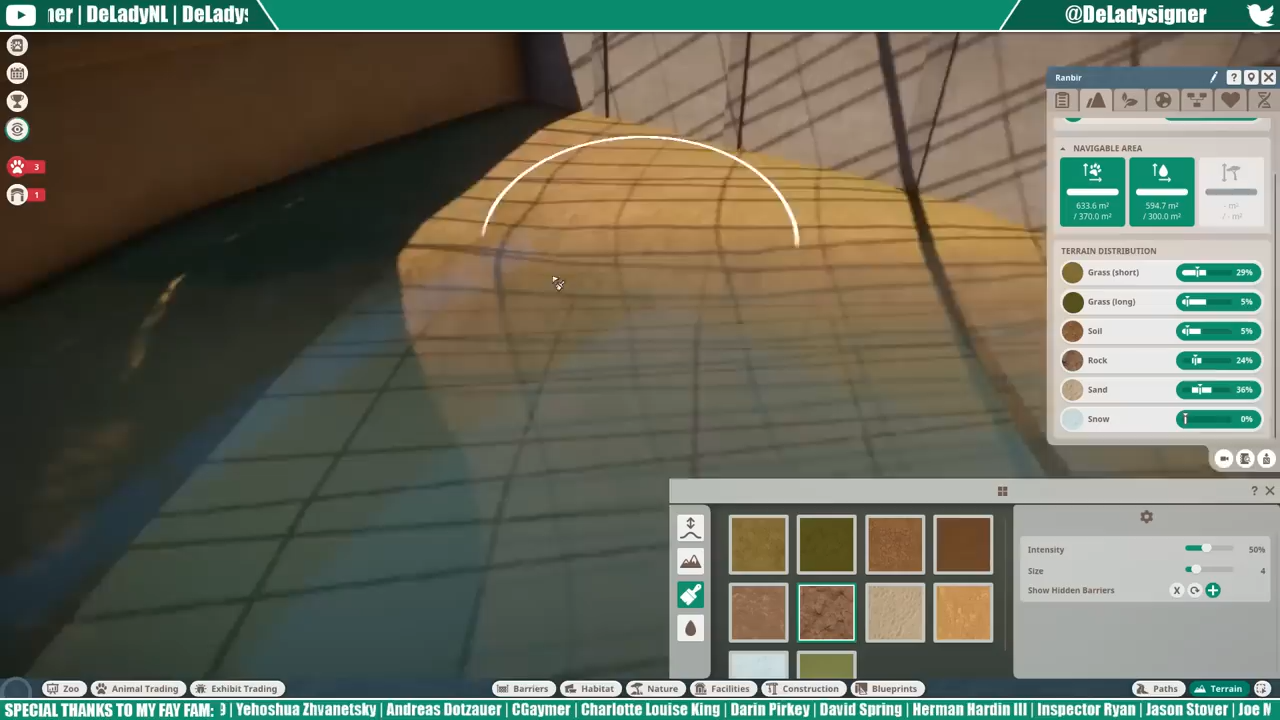 ner | DeLadyNL | DeLadys
@DeLadysigner
3
1
Ranbir
?
NAVIGABLE AREA
633.6 m²
/ 370.0 m²
594.7 m²
/ 300.0 m²
- m²
/ - m²
TERRAIN DISTRIBUTION
Grass (short) 29%
Grass (long) 5%
Soil 5%
Rock 24%
Sand 36%
Snow 0%
?
Intensity 50%
Size 4
Show Hidden Barriers
Zoo
Animal Trading
Exhibit Trading
Barriers
Habitat
Nature
Facilities
Construction
Blueprints
Paths
Terrain
SPECIAL THANKS TO MY FAY FAM: | Yehoshua Zhvanetsky | Andreas Dotzauer | CGaymer | Charlotte Louise King | Darin Pirkey | David Spring | Herman Hardin III | Inspector Ryan | Jason Stover | Joe